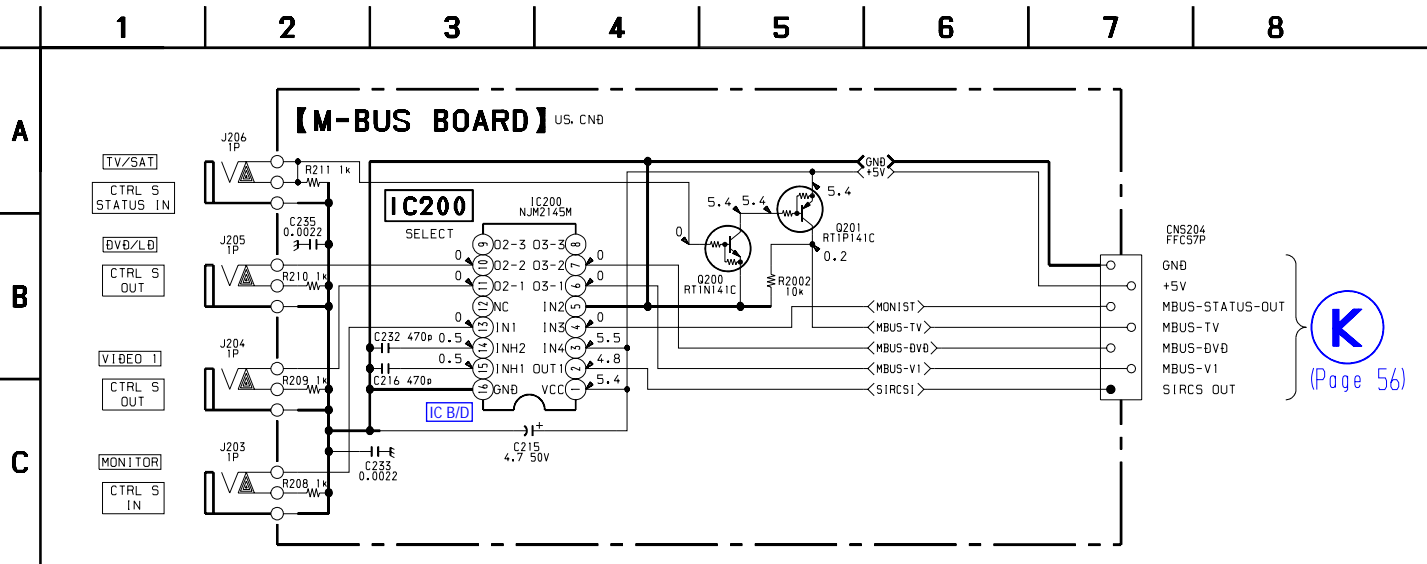 1 2 3 4 5 6 7 8
A
B
C
【M-BUS BOARD】 US, CND
J206
1P
TV/SAT
CTRL S
STATUS IN
R211 1k
C235
0.0022
J205
1P
DVD/LD
CTRL S
OUT
R210 1k
J204
1P
VIDEO 1
CTRL S
OUT
R209 1k
J203
1P
MONITOR
CTRL S
IN
R208 1k
C233
0.0022
IC200
SELECT
IC200
NJM2145M
0 9 O2-3 O3-3 8
0 10 O2-2 O3-2 7 0
11 O2-1 O3-1 6 0
12 NC IN2 5
0 13 IN1 IN3 4 0
C232 470p 0.5 14 INH2 IN4 3 5.5
0.5 15 INH1 OUT1 2 4.8
C216 470p
16 GND VCC 1 5.4
IC B/D
C215
4.7 50V
+
0
5.4
5.4
5.4
0.2
Q200
RT1N141C
Q201
RT1P141C
R2002
10k
GND
+5V
MONIST
MBUS-TV
MBUS-DVD
MBUS-V1
SIRCSI
CNS204
FFC57P
GND
+5V
MBUS-STATUS-OUT
MBUS-TV
MBUS-DVD
MBUS-V1
SIRCS OUT
K
(Page 56)